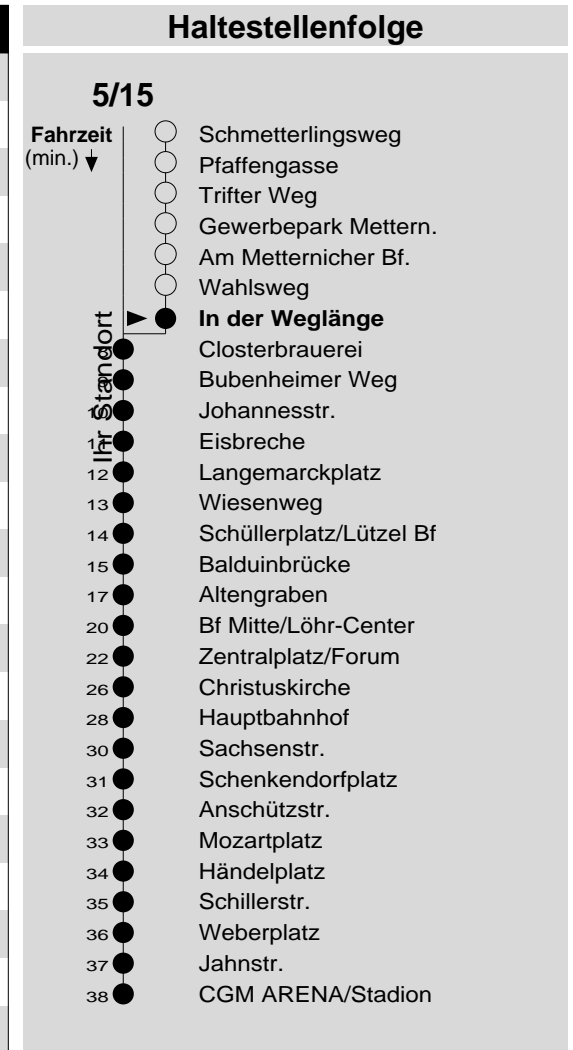 Haltestellenfolge
5/15
Fahrzeit
(min.)
Schmetterlingsweg
Pfaffengasse
Trifter Weg
Gewerbepark Mettern.
Am Metternicher Bf.
Wahlsweg
Ihr Standort
In der Weglänge
Closterbrauerei
Bubenheimer Weg
10 Johannesstr.
11 Eisbreche
12 Langemarckplatz
13 Wiesenweg
14 Schüllerplatz/Lützel Bf
15 Balduinbrücke
17 Altengraben
20 Bf Mitte/Löhr-Center
22 Zentralplatz/Forum
26 Christuskirche
28 Hauptbahnhof
30 Sachsenstr.
31 Schenkendorfplatz
32 Anschützstr.
33 Mozartplatz
34 Händelplatz
35 Schillerstr.
36 Weberplatz
37 Jahnstr.
38 CGM ARENA/Stadion